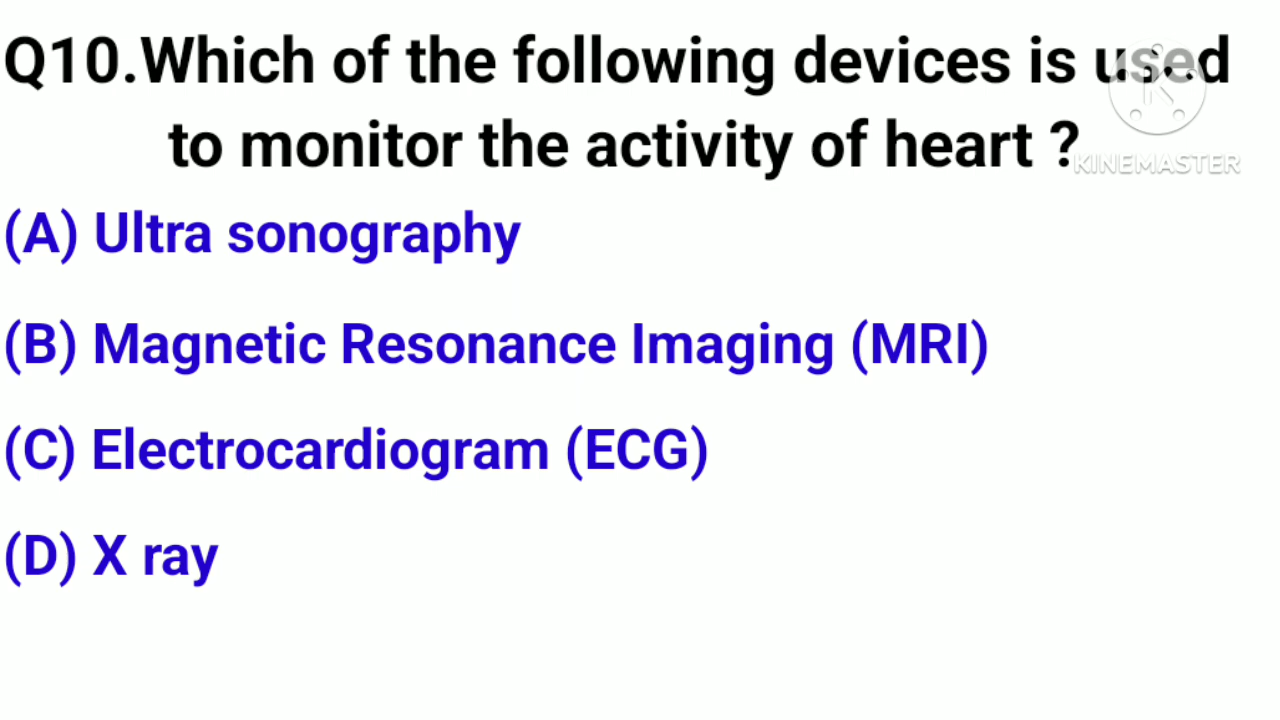 Q10.Which of the following devices is used
to monitor the activity of heart ?
KINEMASTER
(A) Ultra sonography
(B) Magnetic Resonance Imaging (MRI)
(C) Electrocardiogram (ECG)
(D) X ray